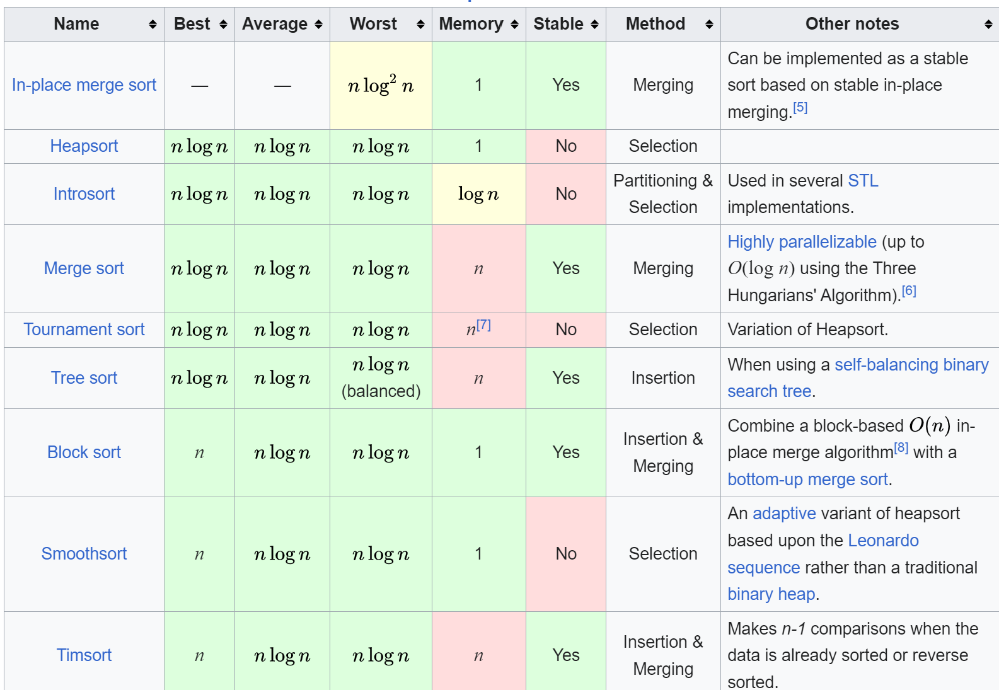 Name Best Average Worst Memory Stable Method Other notes
In-place merge sort — — n log² n 1 Yes Merging Can be implemented as a stable
sort based on stable in-place
merging.[5]
Heapsort n log n n log n n log n 1 No Selection
Introsort n log n n log n n log n log n No Partitioning &
Selection Used in several STL
implementations.
Merge sort n log n n log n n log n n Yes Merging Highly parallelizable (up to
O(log n) using the Three
Hungarians' Algorithm).[6]
Tournament sort n log n n log n n log n n[7] No Selection Variation of Heapsort.
Tree sort n log n n log n n log n
(balanced) n Yes Insertion When using a self-balancing binary
search tree.
Block sort n n log n n log n 1 Yes Insertion &
Merging Combine a block-based O(n) in-
place merge algorithm[8] with a
bottom-up merge sort.
Smoothsort n n log n n log n 1 No Selection An adaptive variant of heapsort
based upon the Leonardo
sequence rather than a traditional
binary heap.
Timsort n n log n n log n n Yes Insertion &
Merging Makes n-1 comparisons when the
data is already sorted or reverse
sorted.